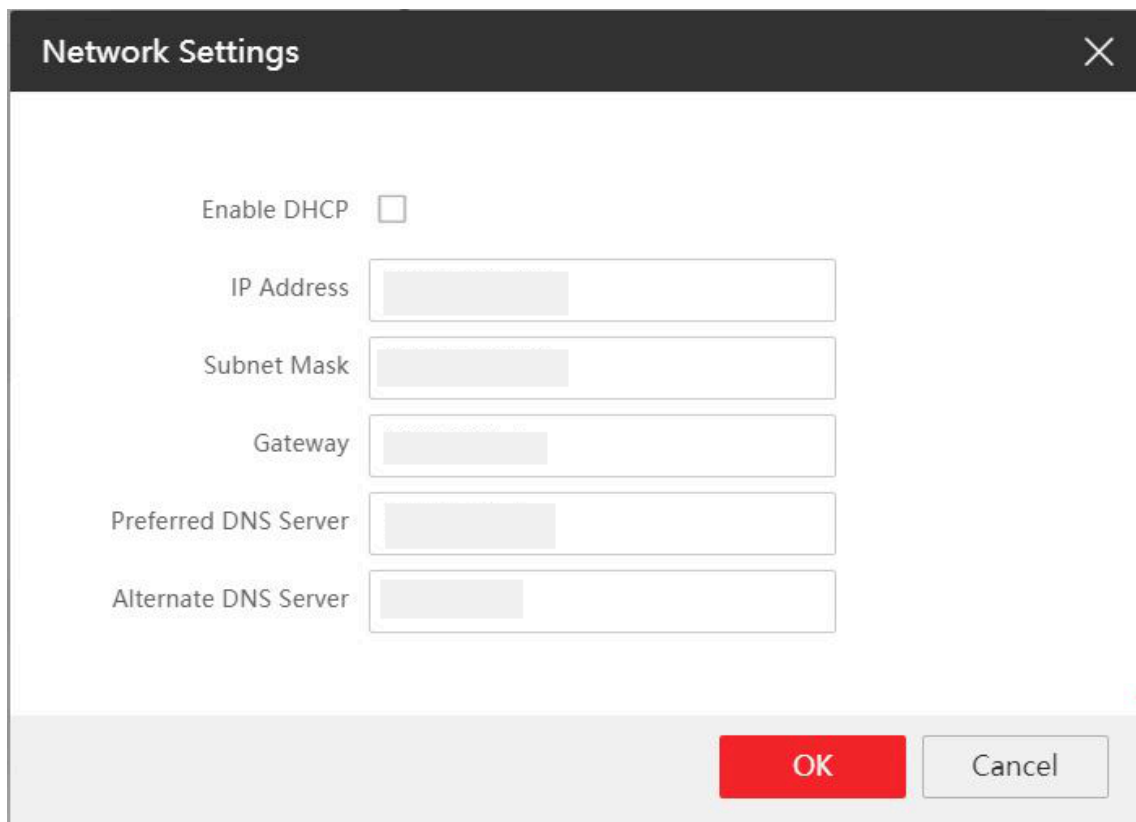 Network Settings
Enable DHCP
IP Address
Subnet Mask
Gateway
Preferred DNS Server
Alternate DNS Server
OK
Cancel